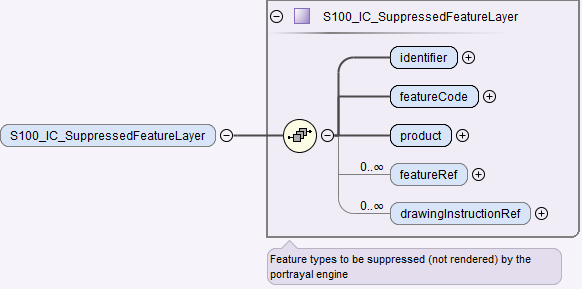 S100_IC_SuppressedFeatureLayer
identifier
featureCode
S100_IC_SuppressedFeatureLayer
product
0..∞
featureRef
0..∞
drawingInstructionRef
Feature types to be suppressed (not rendered) by the
portrayal engine